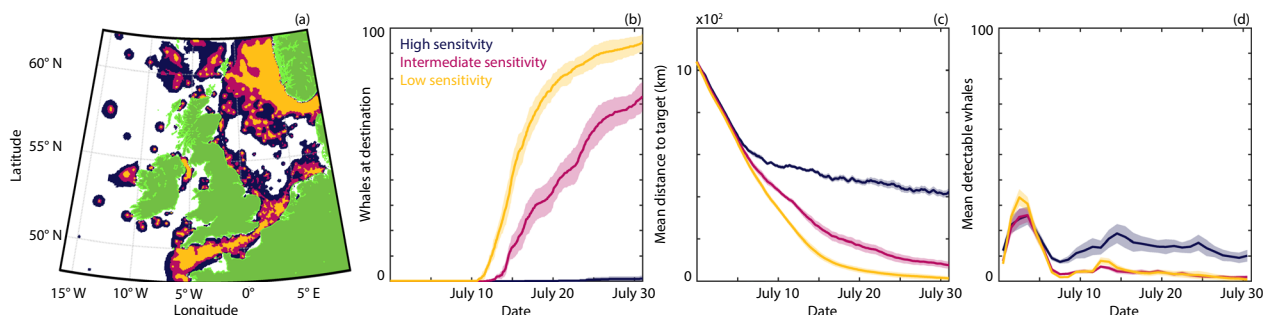 (a)
60° N
55° N
50° N
Latitude
15° W
10° W
5° W
0°
5° E
Longitude
(b)
100
High sensitvity
Intermediate sensitivity
Low sensitivity
Whales at destination
0
July 10
July 20
July 30
Date
(c)
x10²
10
Mean distance to target (km)
0
July 10
July 20
July 30
Date
(d)
100
Mean detectable whales
0
July 10
July 20
July 30
Date